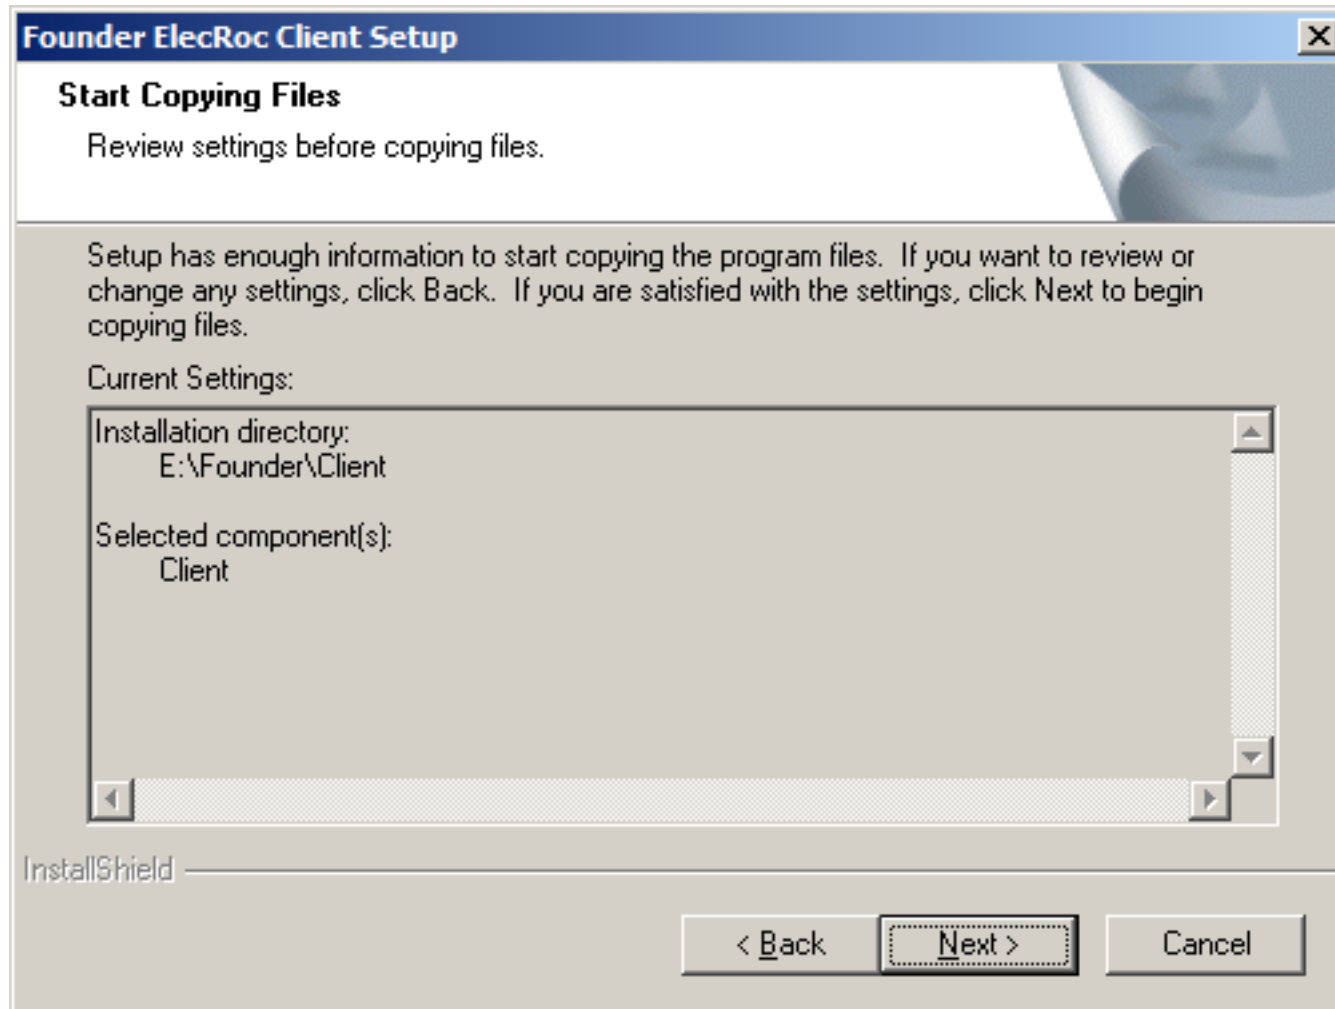 Founder ElecRoc Client Setup
Start Copying Files
Review settings before copying files.
Setup has enough information to start copying the program files.  If you want to review or
change any settings, click Back.  If you are satisfied with the settings, click Next to begin
copying files.
Current Settings:
Installation directory:
E:\Founder\Client
Selected component(s):
Client
InstallShield
< Back
Next >
Cancel